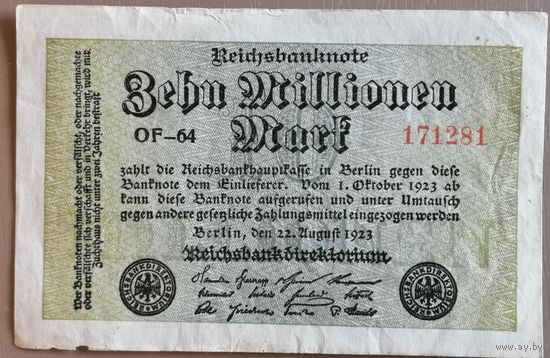 Reichsbanknote
Zehn Millionen
Mark
OF-64
171281
zahlt die Reichsbankhauptkasse in Berlin gegen diese
Banknote dem Einlieferer. Vom 1. Oktober 1923 ab
kann diese Banknote aufgerufen und unter Umtausch
gegen andere gesetzliche Zahlungsmittel eingezogen werden
Berlin, den 22. August 1923
Reichsbankdirektorium
Wer Banknoten nachmacht oder verfälscht, oder nachgemachte
oder verfälschte sich verschafft und in Verkehr bringt, wird mit
Zuchthaus nicht unter zwei Jahren bestraft
REICHSBANKDIREKTORIUM
REICHSBANKDIREKTORIUM
www.ay.by